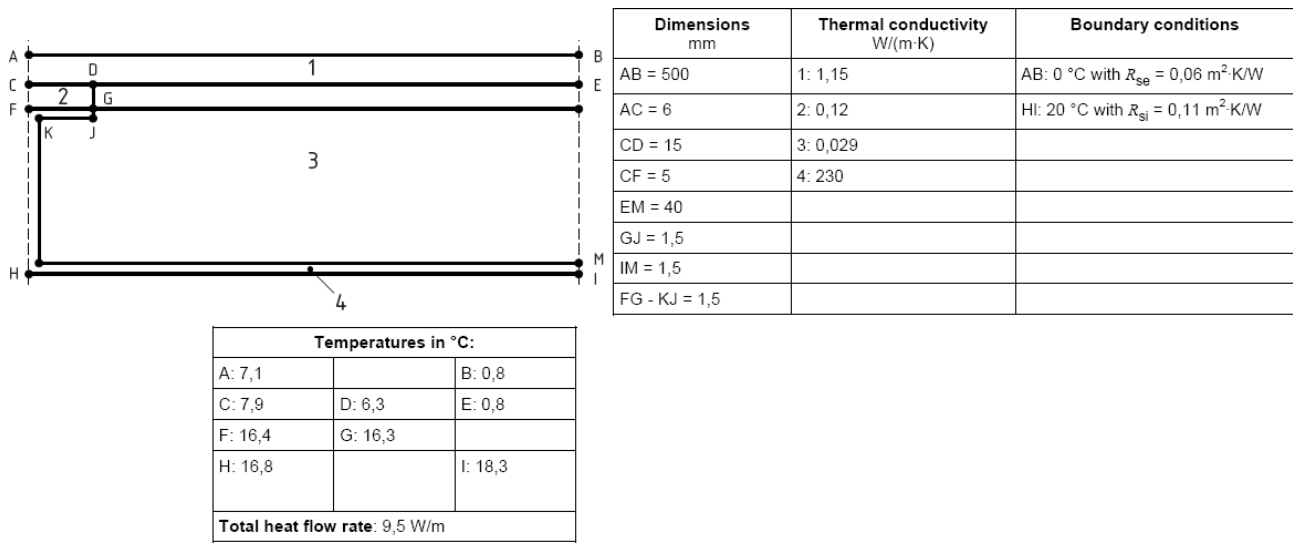 A
B
1
D
C
E
2
G
F
K
J
3
H
M
I
4
Dimensions
mm
Thermal conductivity
W/(m·K)
Boundary conditions
AB = 500
1: 1,15
AB: 0 °C with Rse = 0,06 m²·K/W
AC = 6
2: 0,12
HI: 20 °C with Rsi = 0,11 m²·K/W
CD = 15
3: 0,029
CF = 5
4: 230
EM = 40
GJ = 1,5
IM = 1,5
FG - KJ = 1,5
Temperatures in °C:
A: 7,1
B: 0,8
C: 7,9
D: 6,3
E: 0,8
F: 16,4
G: 16,3
H: 16,8
I: 18,3
Total heat flow rate: 9,5 W/m